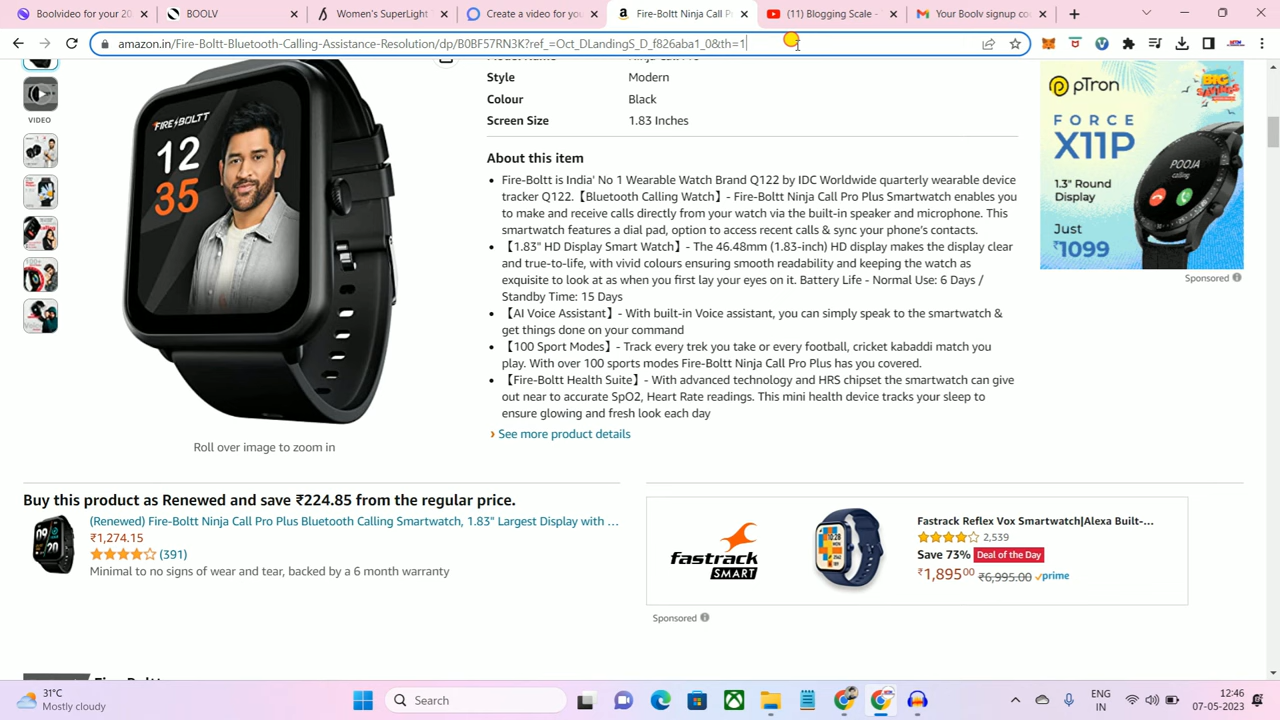 Boolvideo for your 20
BOOLV
Women's SuperLight
Create a video for you
Fire-Boltt Ninja Call P
(11) Blogging Scale -
Your Boolv signup co
amazon.in/Fire-Boltt-Bluetooth-Calling-Assistance-Resolution/dp/B0BF57RN3K?ref_=Oct_DLandingS_D_f826aba1_0&th=1
VIDEO
FIRE BOLTT
12
35
Style Modern
Colour Black
Screen Size 1.83 Inches
About this item
Fire-Boltt is India' No 1 Wearable Watch Brand Q122 by IDC Worldwide quarterly wearable device
tracker Q122.【Bluetooth Calling Watch】- Fire-Boltt Ninja Call Pro Plus Smartwatch enables you
to make and receive calls directly from your watch via the built-in speaker and microphone. This
smartwatch features a dial pad, option to access recent calls & sync your phone's contacts.
【1.83" HD Display Smart Watch】- The 46.48mm (1.83-inch) HD display makes the display clear
and true-to-life, with vivid colours ensuring smooth readability and keeping the watch as
exquisite to look at as when you first lay your eyes on it. Battery Life - Normal Use: 6 Days /
Standby Time: 15 Days
【AI Voice Assistant】- With built-in Voice assistant, you can simply speak to the smartwatch &
get things done on your command
【100 Sport Modes】- Track every trek you take or every football, cricket kabaddi match you
play. With over 100 sports modes Fire-Boltt Ninja Call Pro Plus has you covered.
【Fire-Boltt Health Suite】- With advanced technology and HRS chipset the smartwatch can give
out near to accurate SpO2, Heart Rate readings. This mini health device tracks your sleep to
ensure glowing and fresh look each day
› See more product details
Roll over image to zoom in
pTron
BIG
SAVINGS
FORCE
X11P
1.3" Round
Display
POOJA
calling
Just
₹1099
Sponsored
Buy this product as Renewed and save ₹224.85 from the regular price.
(Renewed) Fire-Boltt Ninja Call Pro Plus Bluetooth Calling Smartwatch, 1.83" Largest Display with ...
₹1,274.15
(391)
Minimal to no signs of wear and tear, backed by a 6 month warranty
fastrack
SMART
Fastrack Reflex Vox Smartwatch|Alexa Built-...
2,539
Save 73% Deal of the Day
₹1,895⁰⁰ ₹6,995.00 prime
Sponsored
31°C
Mostly cloudy
Search
ENG
IN
12:46
07-05-2023